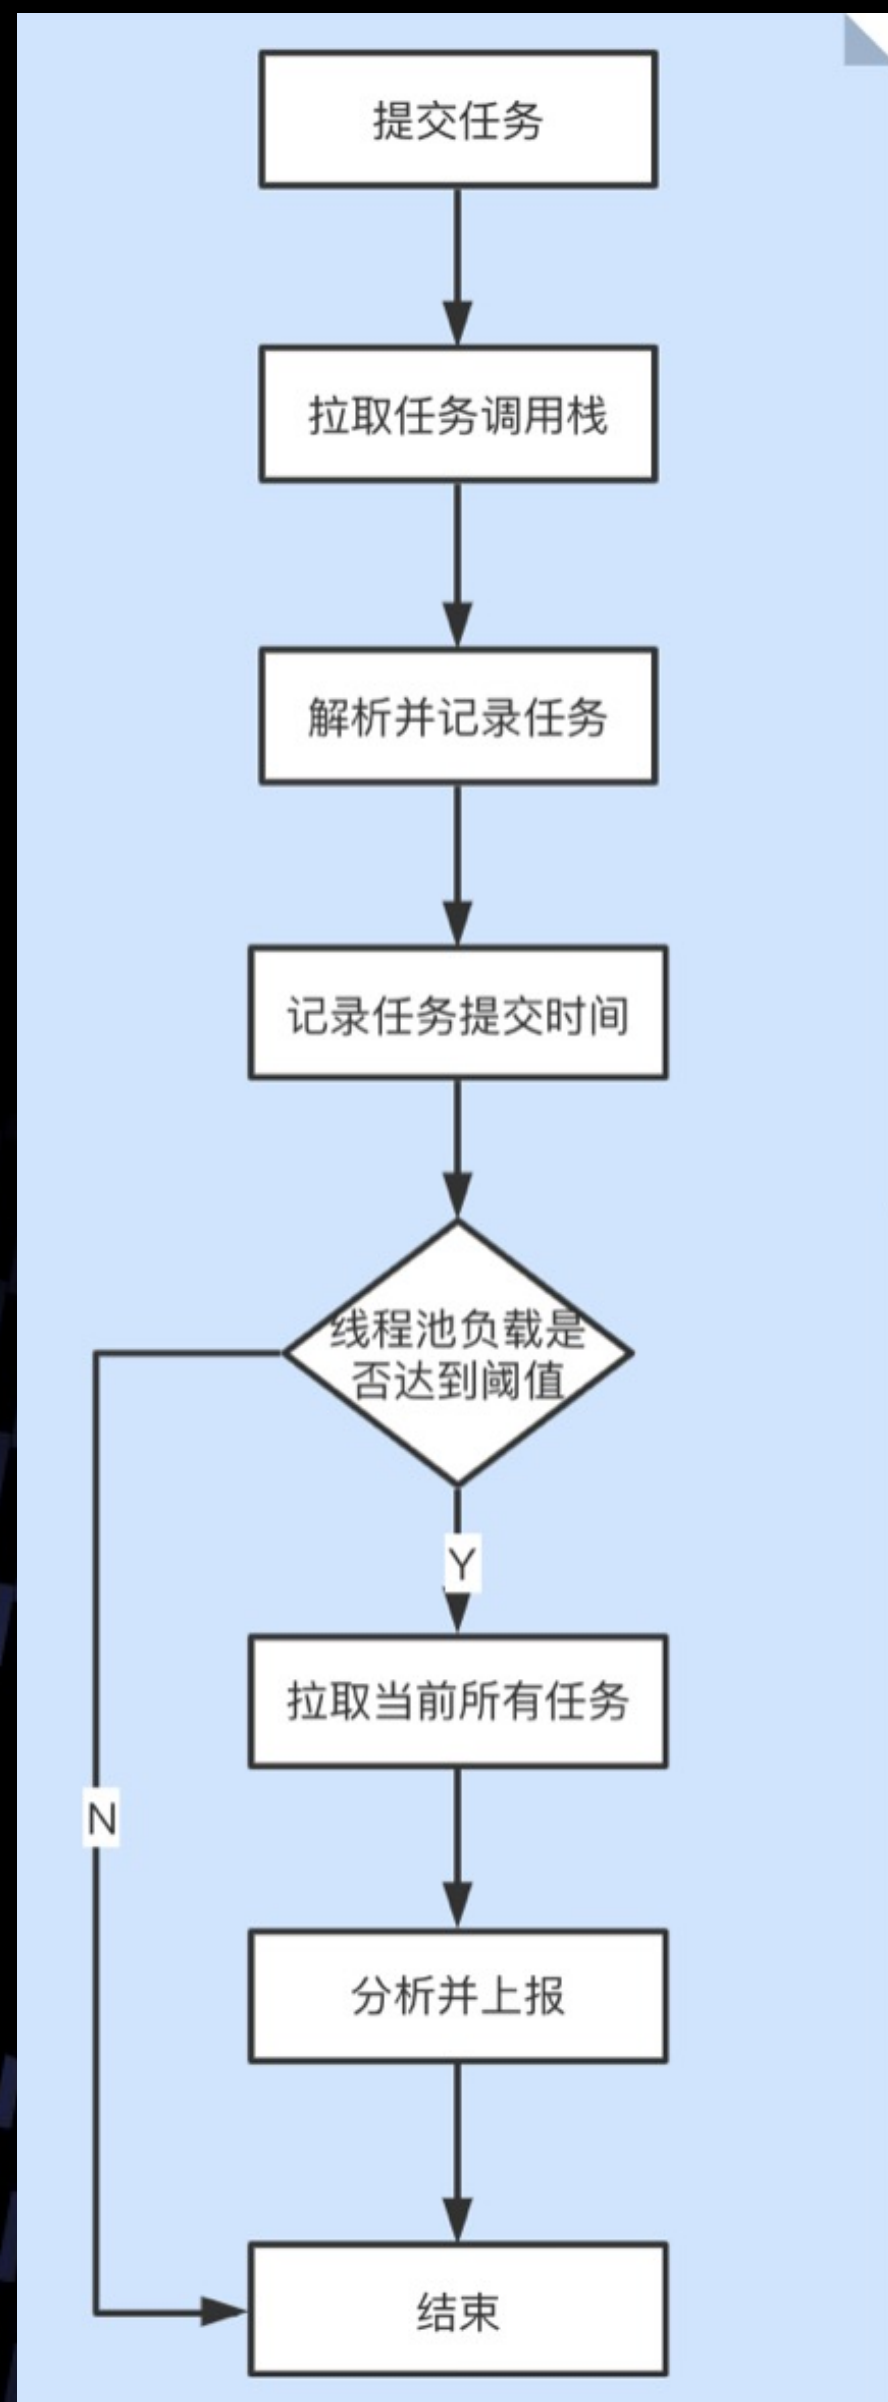 提交任务
拉取任务调用栈
解析并记录任务
记录任务提交时间
线程池负载是
否达到阈值
Y
拉取当前所有任务
N
分析并上报
结束